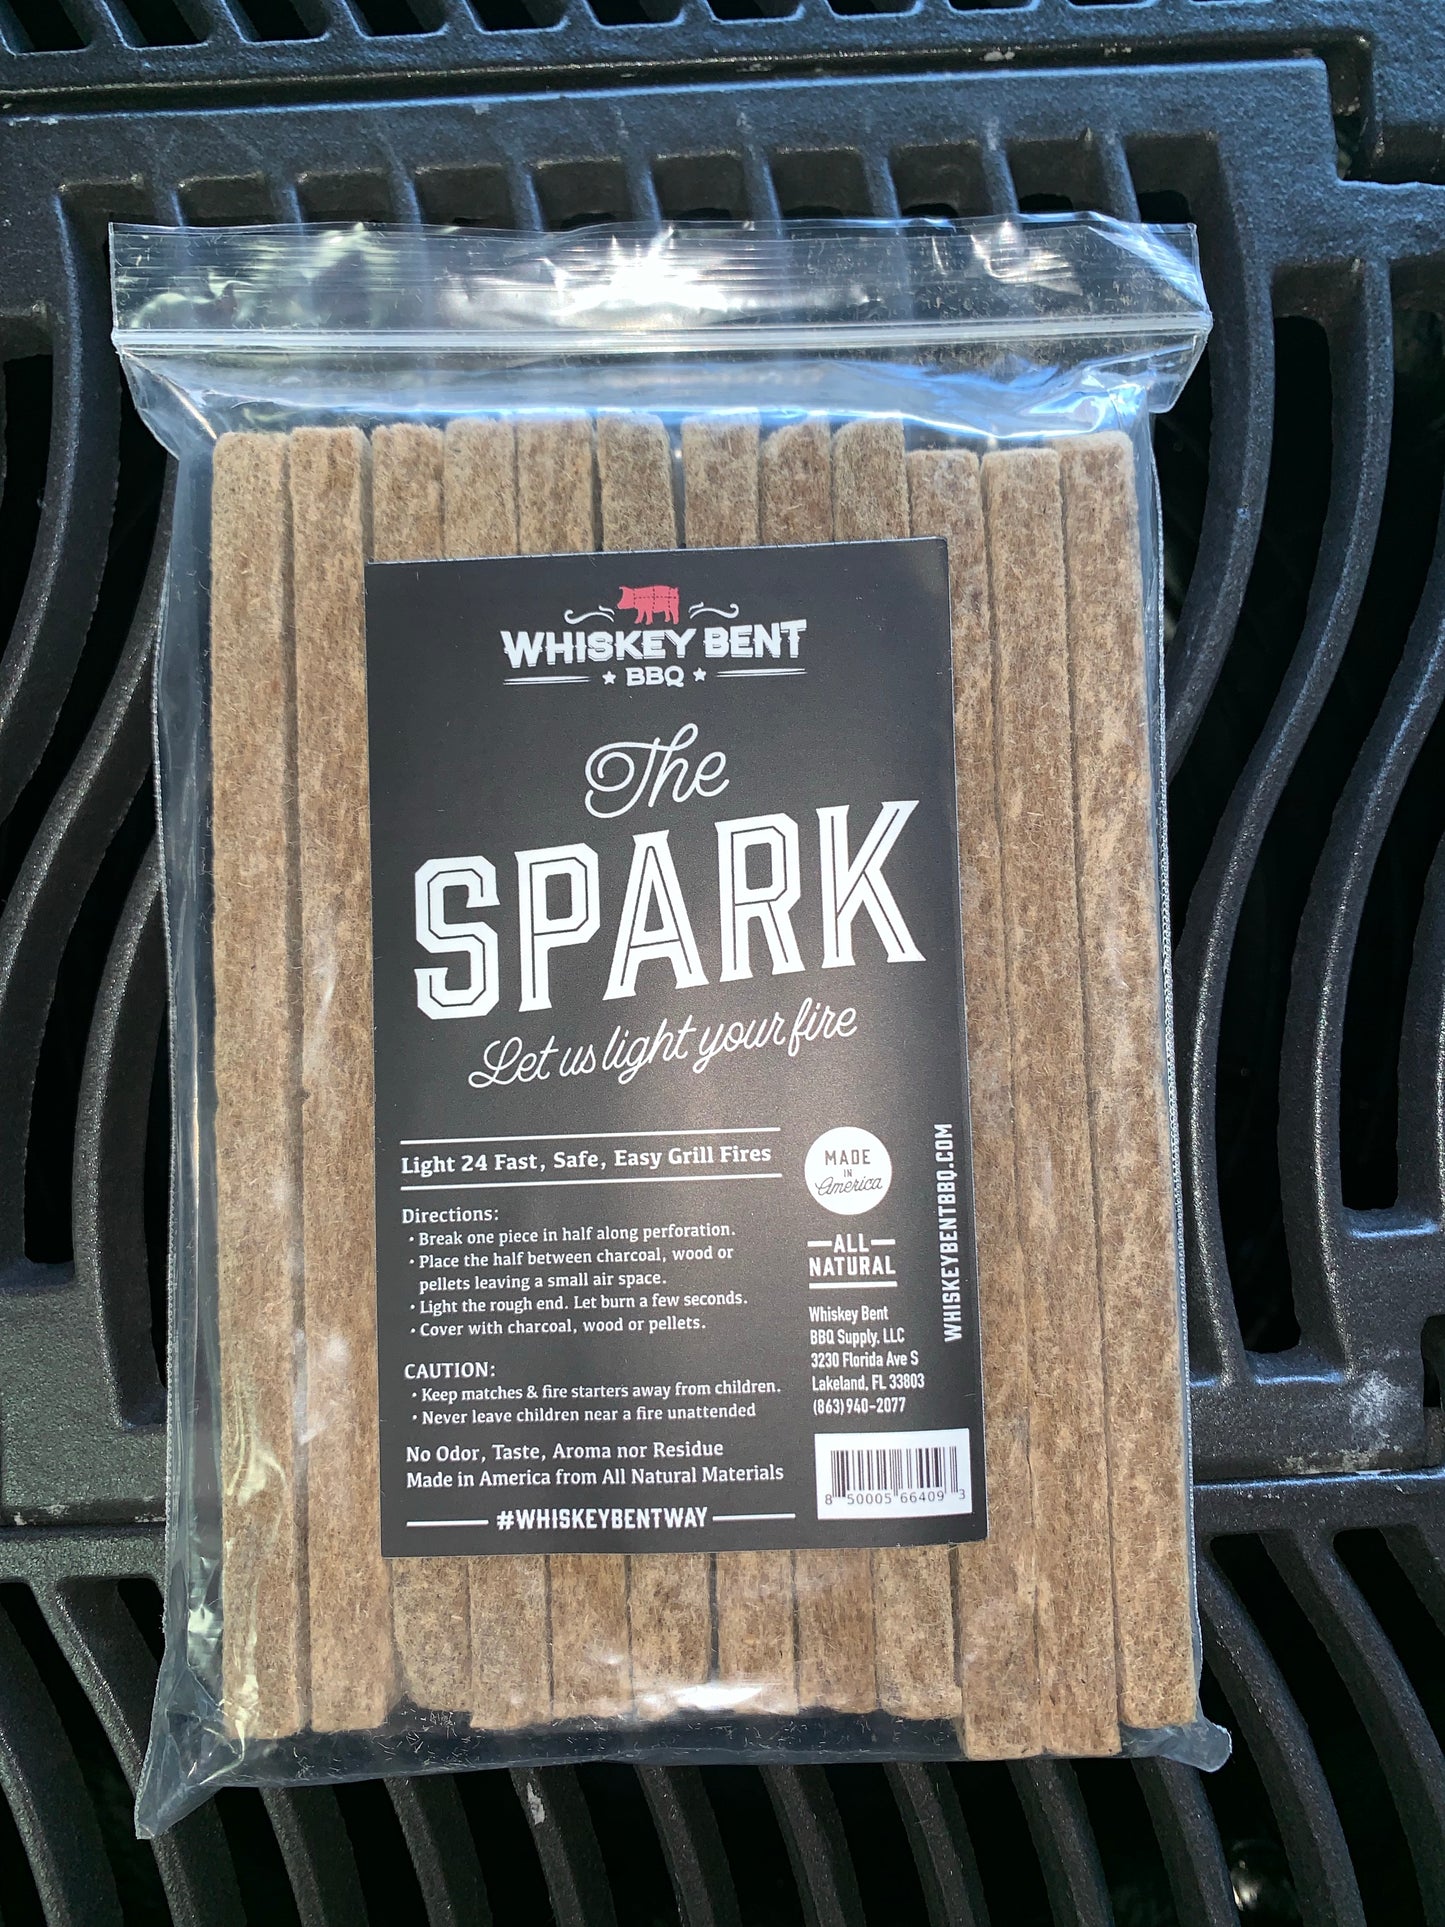 WHISKEY BENT
BBQ
The
SPARK
Let us light your fire
Light 24 Fast, Safe, Easy Grill Fires
Directions:
• Break one piece in half along perforation.
• Place the half between charcoal, wood or
pellets leaving a small air space.
• Light the rough end. Let burn a few seconds.
• Cover with charcoal, wood or pellets.
CAUTION:
• Keep matches & fire starters away from children.
• Never leave children near a fire unattended
No Odor, Taste, Aroma nor Residue
Made in America from All Natural Materials
#WHISKEYBENTWAY
MADE
IN
America
ALL
NATURAL
Whiskey Bent
BBQ Supply, LLC
3230 Florida Ave S
Lakeland, FL 33803
(863)940-2077
WHISKEYBENTBBQ.COM
8 50005 66409 3